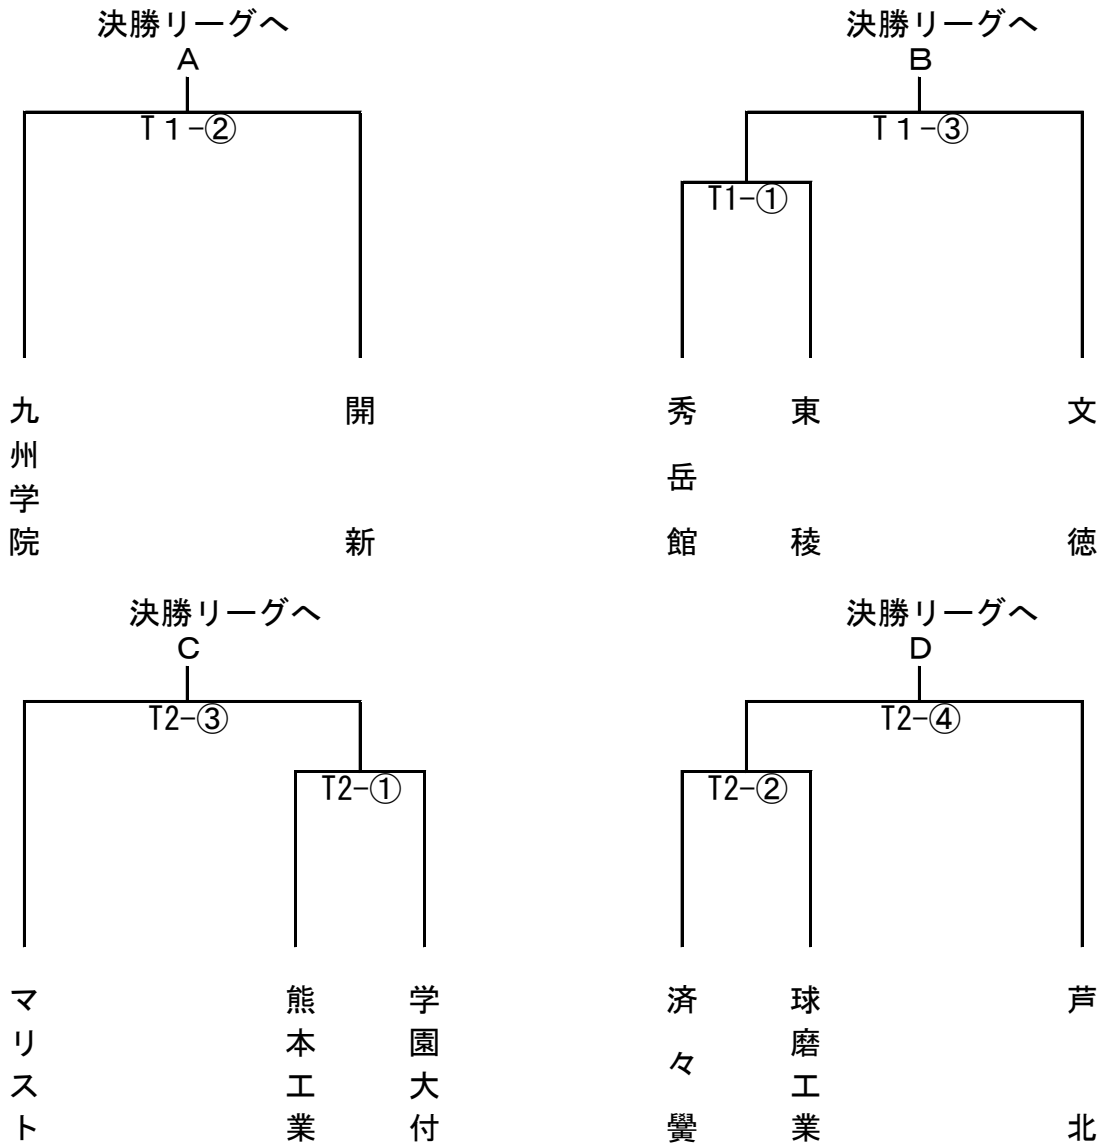 決勝リーグへ
A
Ｔ１-②
九州学院
開新
決勝リーグへ
B
Ｔ１-③
T1-①
秀岳館
東稜
文徳
決勝リーグへ
C
T2-③
T2-①
マリスト
熊本工業
学園大付
決勝リーグへ
D
T2-④
T2-②
済々黌
球磨工業
芦北